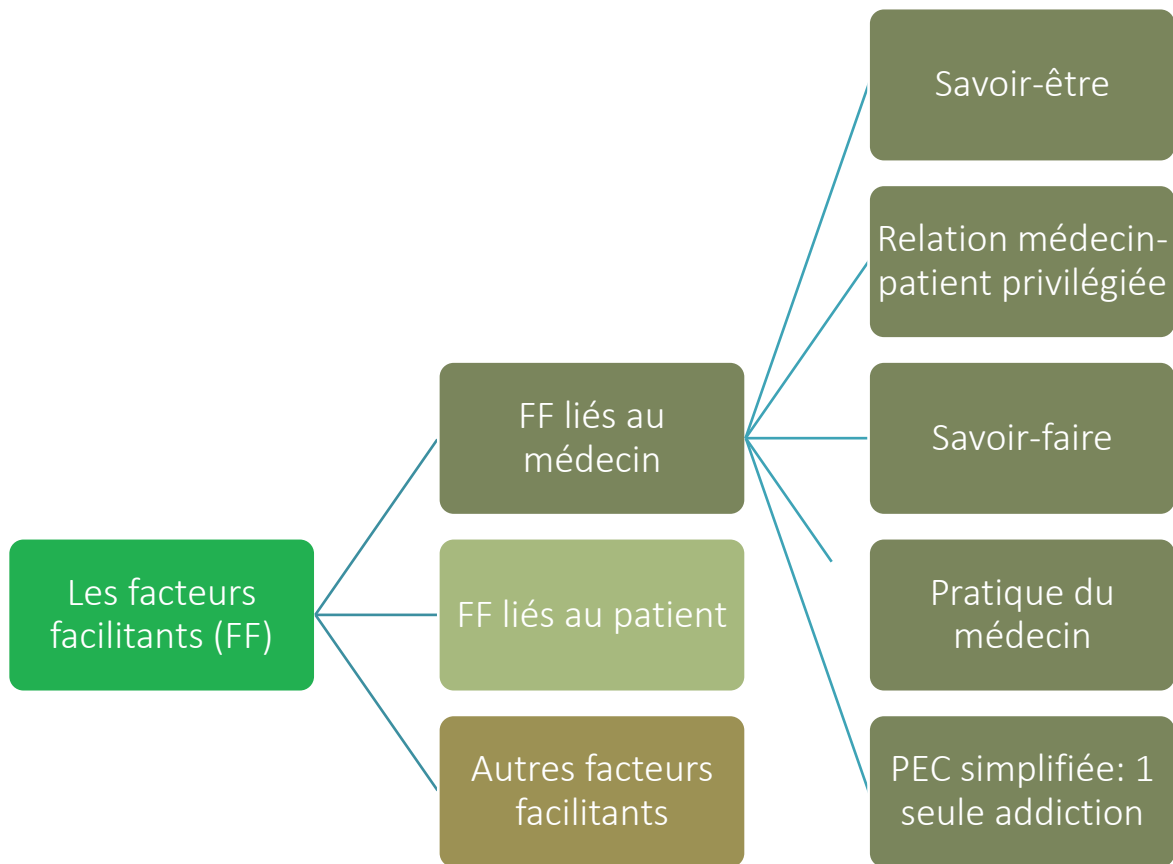 Les facteurs
facilitants (FF)
FF liés au
médecin
FF liés au patient
Autres facteurs
facilitants
Savoir-être
Relation médecin-
patient privilégiée
Savoir-faire
Pratique du
médecin
PEC simplifiée: 1
seule addiction